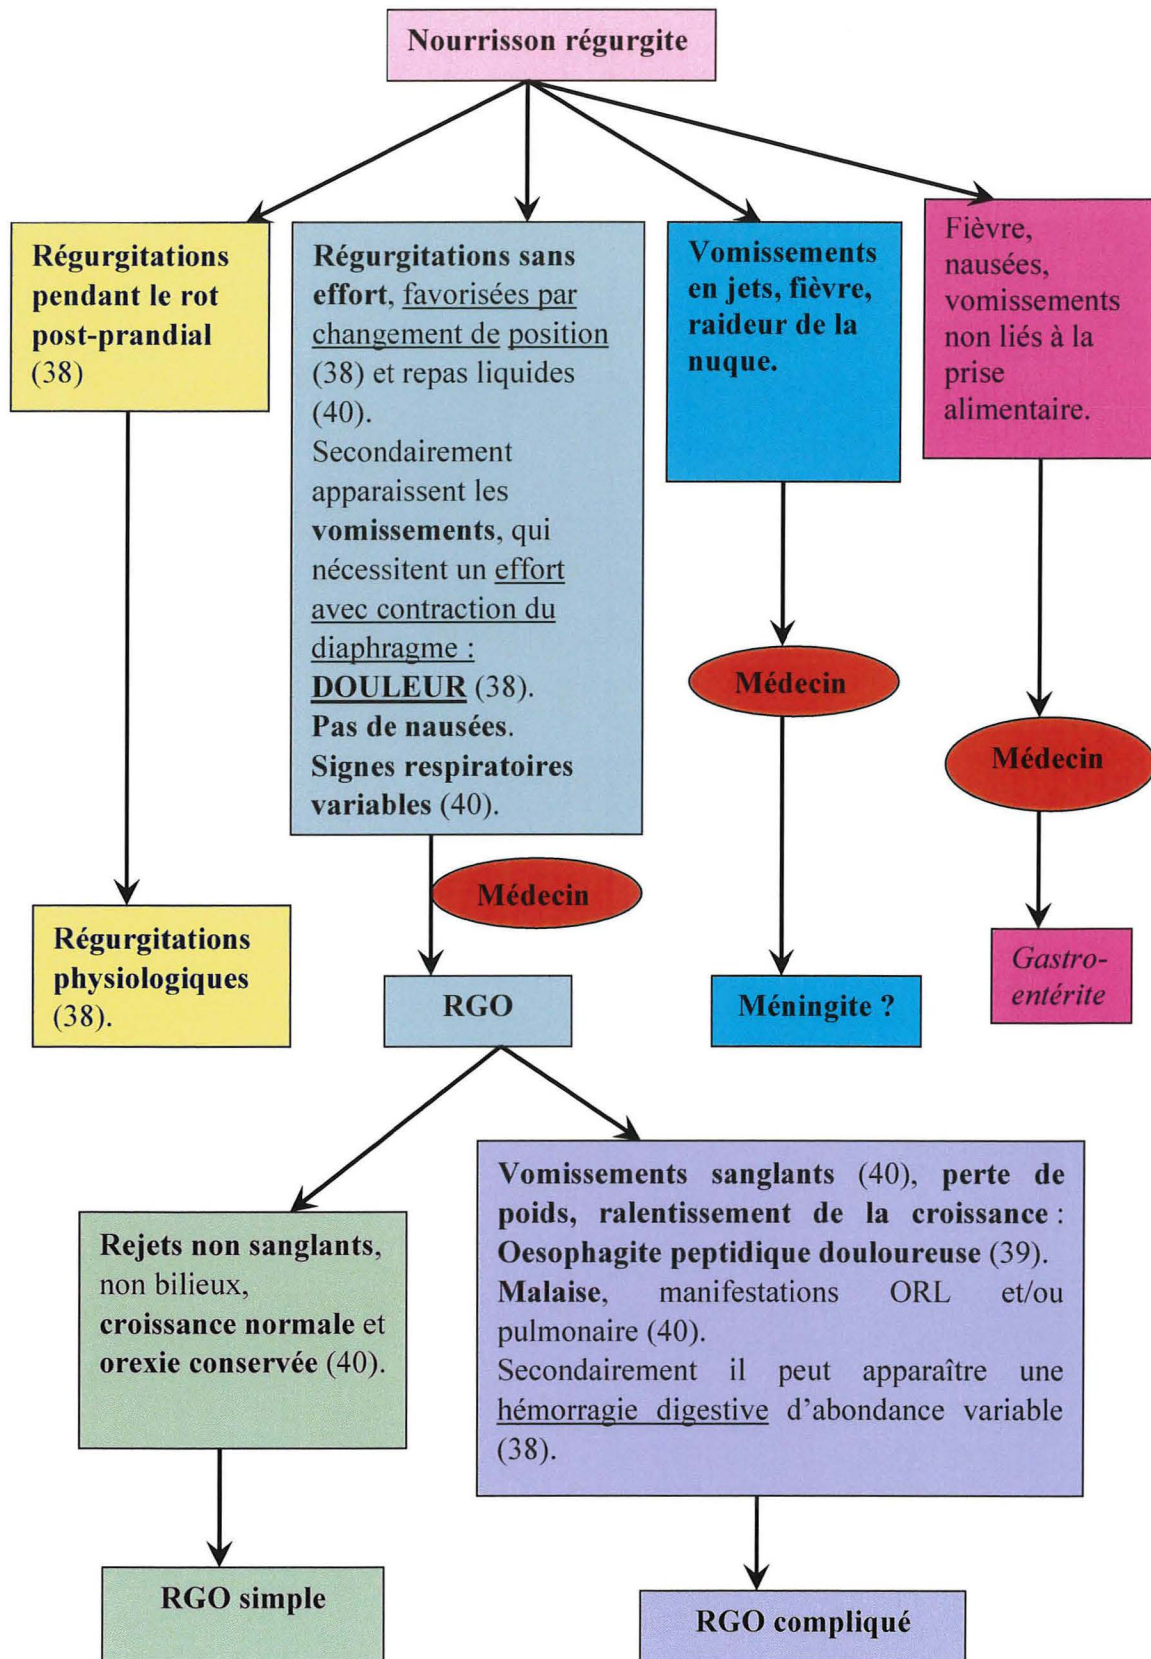 Nourrisson régurgite
Régurgitations
pendant le rot
post-prandial
(38)
Régurgitations sans
effort, favorisées par
changement de position
(38) et repas liquides
(40).
Secondairement
apparaissent les
vomissements, qui
nécessitent un effort
avec contraction du
diaphragme :
DOULEUR (38).
Pas de nausées.
Signes respiratoires
variables (40).
Vomissements
en jets, fièvre,
raideur de la
nuque.
Fièvre,
nausées,
vomissements
non liés à la
prise
alimentaire.
Médecin
Médecin
Médecin
Régurgitations
physiologiques
(38).
RGO
Méningite ?
Gastro-
entérite
Rejets non sanglants,
non bilieux,
croissance normale et
orexie conservée (40).
Vomissements sanglants (40), perte de
poids, ralentissement de la croissance :
Oesophagite peptidique douloureuse (39).
Malaise, manifestations ORL et/ou
pulmonaire (40).
Secondairement il peut apparaître une
hémorragie digestive d'abondance variable
(38).
RGO simple
RGO compliqué